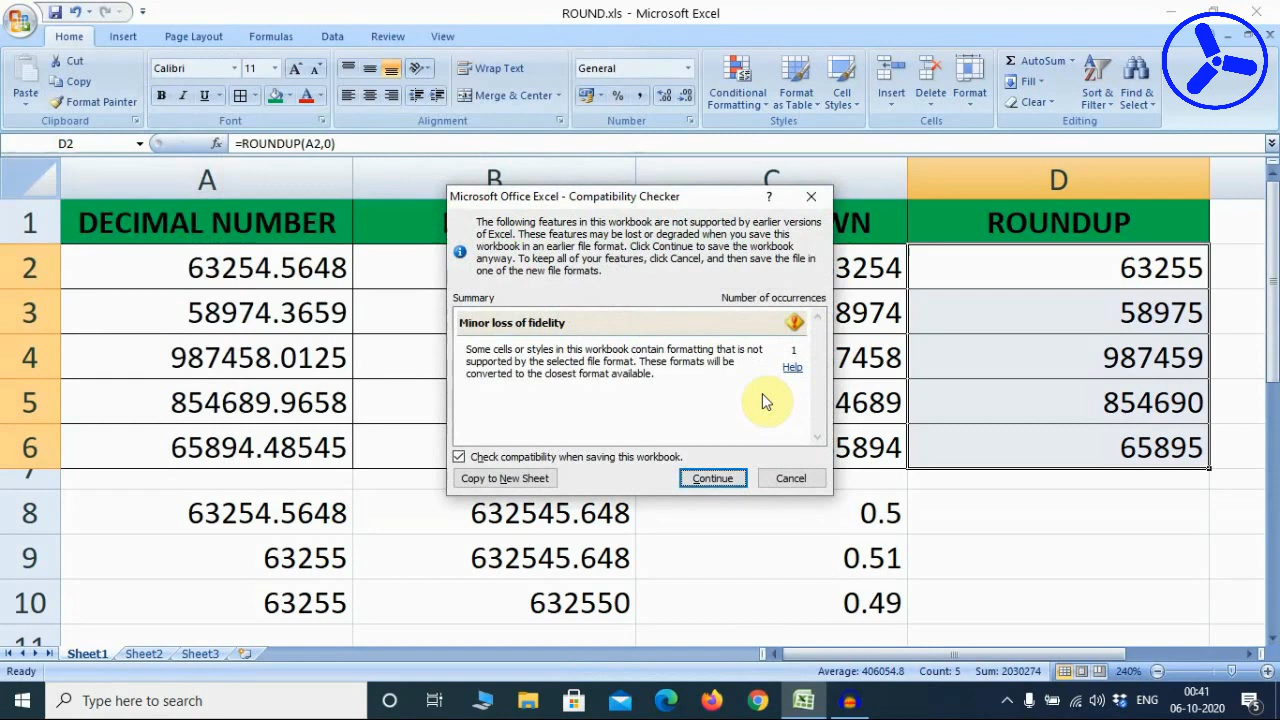 ROUND.xls - Microsoft Excel
Home Insert Page Layout Formulas Data Review View
Paste
Cut
Copy
Format Painter
Clipboard
Calibri 11
B I U
Font
Wrap Text
Merge & Center
Alignment
General
% ,
Number
Conditional Formatting
Format as Table
Cell Styles
Styles
Insert Delete Format
Cells
Σ AutoSum
Fill
Clear
Sort & Filter
Find & Select
Editing
D2 fx =ROUNDUP(A2,0)
A B C D
1 DECIMAL NUMBER WN ROUNDUP
2 63254.5648 3254 63255
3 58974.3659 8974 58975
4 987458.0125 7458 987459
5 854689.9658 4689 854690
6 65894.48545 5894 65895
7
8 63254.5648 632545.648 0.5
9 63255 632545.648 0.51
10 63255 632550 0.49
11
Microsoft Office Excel - Compatibility Checker ?
The following features in this workbook are not supported by earlier versions
of Excel. These features may be lost or degraded when you save this
workbook in an earlier file format. Click Continue to save the workbook
anyway. To keep all of your features, click Cancel, and then save the file in
one of the new file formats.
Summary Number of occurrences
Minor loss of fidelity
Some cells or styles in this workbook contain formatting that is not 1
supported by the selected file format. These formats will be Help
converted to the closest format available.
Check compatibility when saving this workbook.
Copy to New Sheet Continue Cancel
Sheet1 Sheet2 Sheet3
Ready Average: 406054.8 Count: 5 Sum: 2030274 240%
Type here to search ENG 00:41
06-10-2020 5